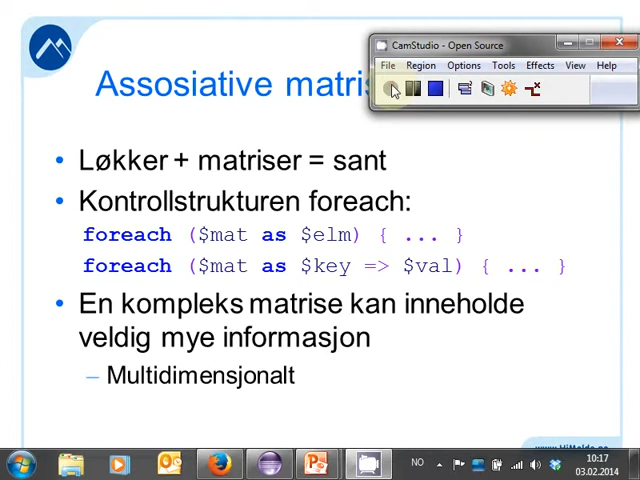 CamStudio - Open Source
File Region Options Tools Effects View Help
Assosiative matris
• Løkker + matriser = sant
• Kontrollstrukturen foreach:
foreach ($mat as $elm) { ... }
foreach ($mat as $key => $val) { ... }
• En kompleks matrise kan inneholde
veldig mye informasjon
– Multidimensjonalt
NO
10:17
03.02.2014